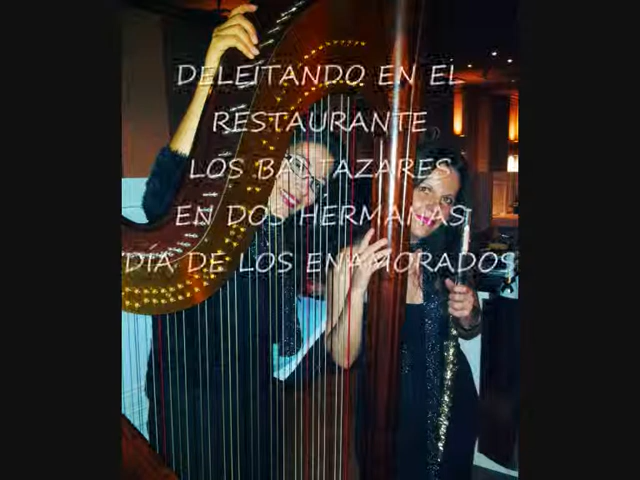 DELEITANDO EN EL
RESTAURANTE
LOS BALTAZARES
EN DOS HERMANAS
DÍA DE LOS ENAMORADOS